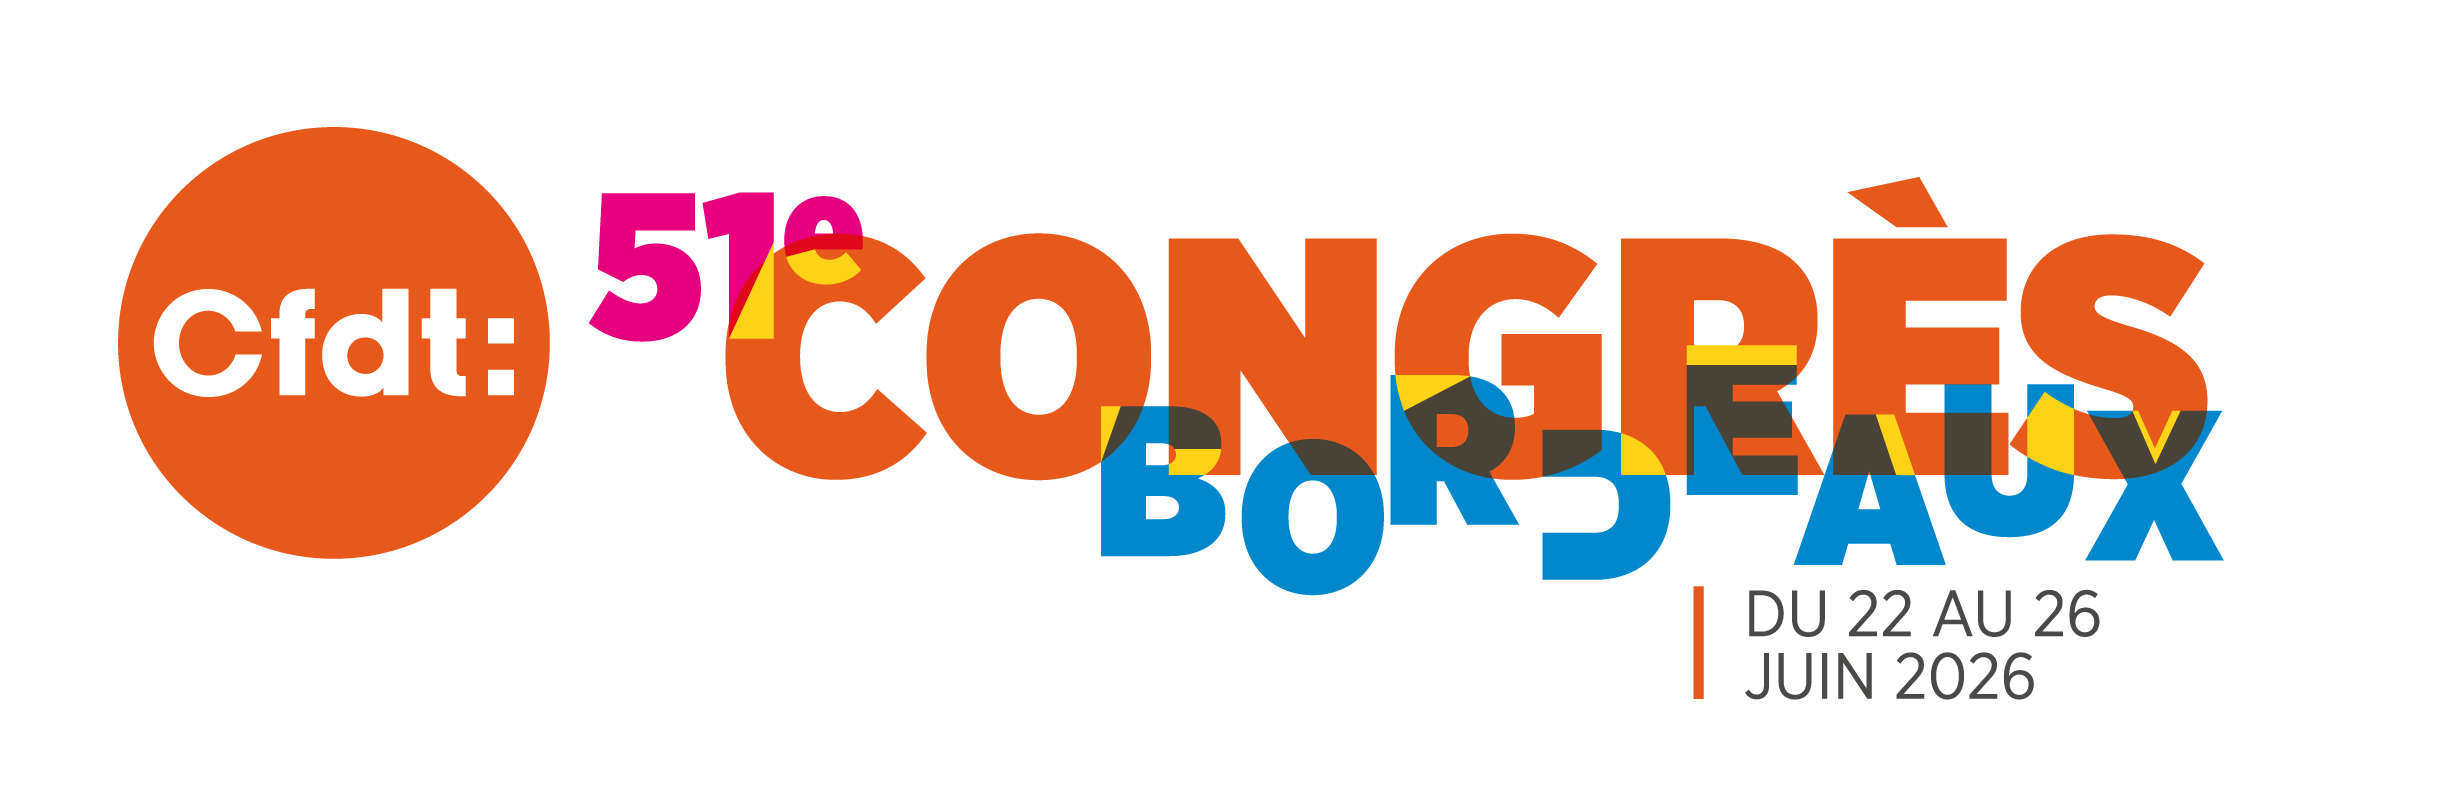 Cfdt:
51e CONGRÈS
BORDEAUX
DU 22 AU 26
JUIN 2026